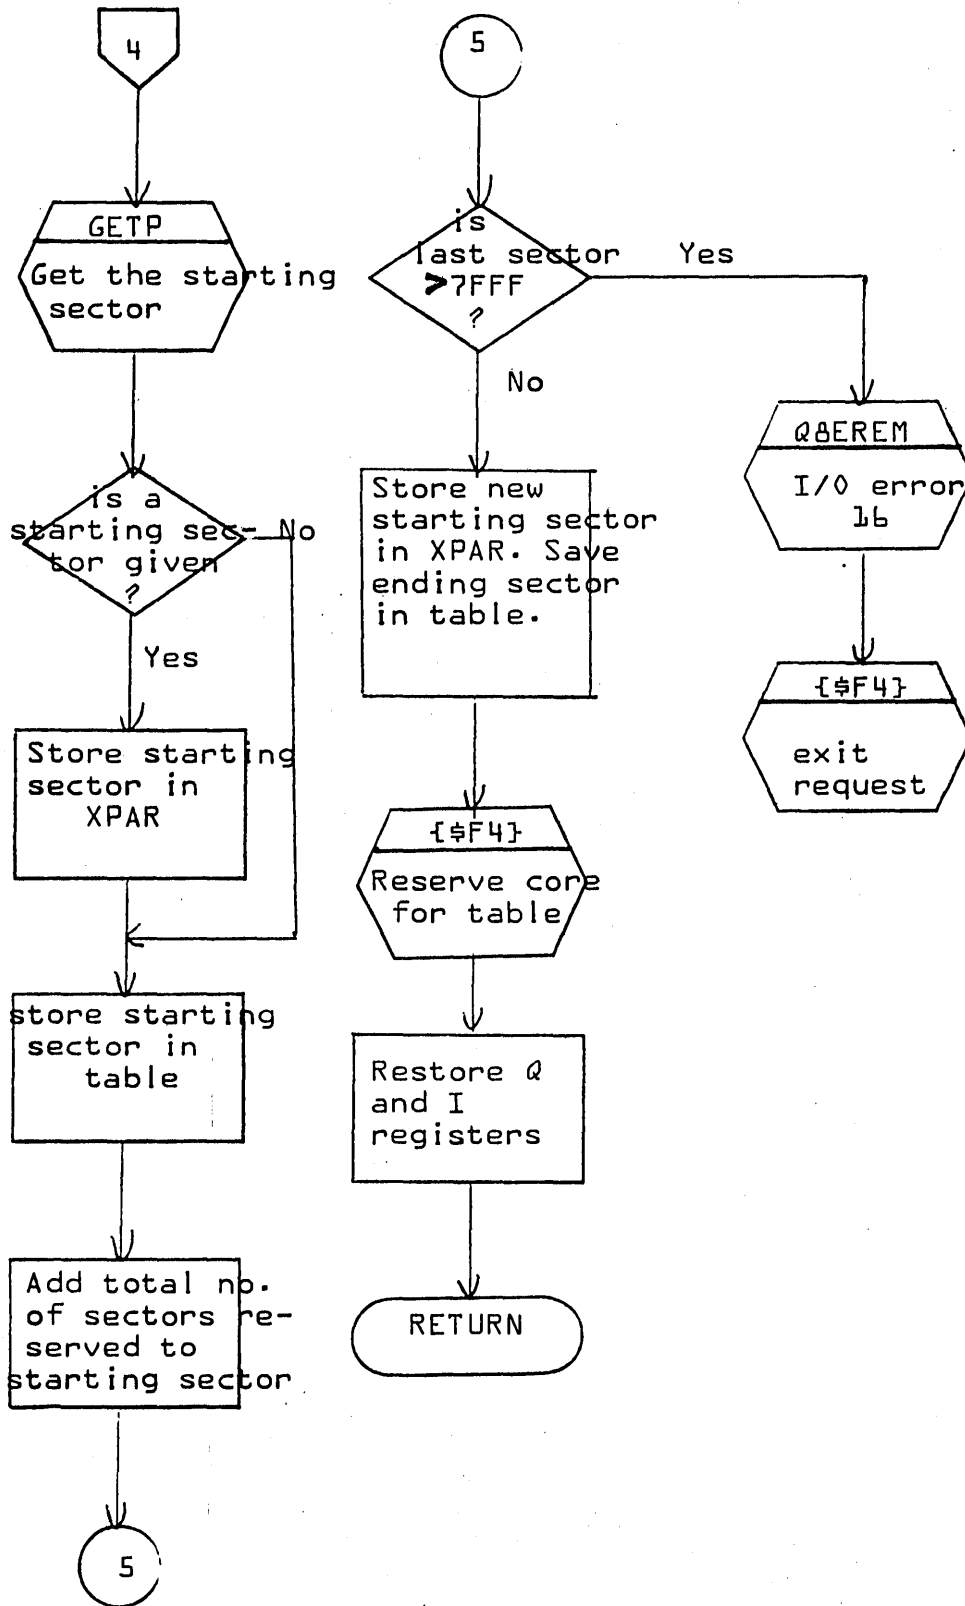 4
GETP
Get the starting
sector
is a
starting sec-
tor given
?
No
Yes
Store starting
sector in
XPAR
store starting
sector in
table
Add total no.
of sectors re-
served to
starting sector
5
5
is
last sector
>7FFF
?
Yes
No
Store new
starting sector
in XPAR. Save
ending sector
in table.
{$F4}
Reserve core
for table
Restore Q
and I
registers
RETURN
Q8EREM
I/O error
16
{$F4}
exit
request